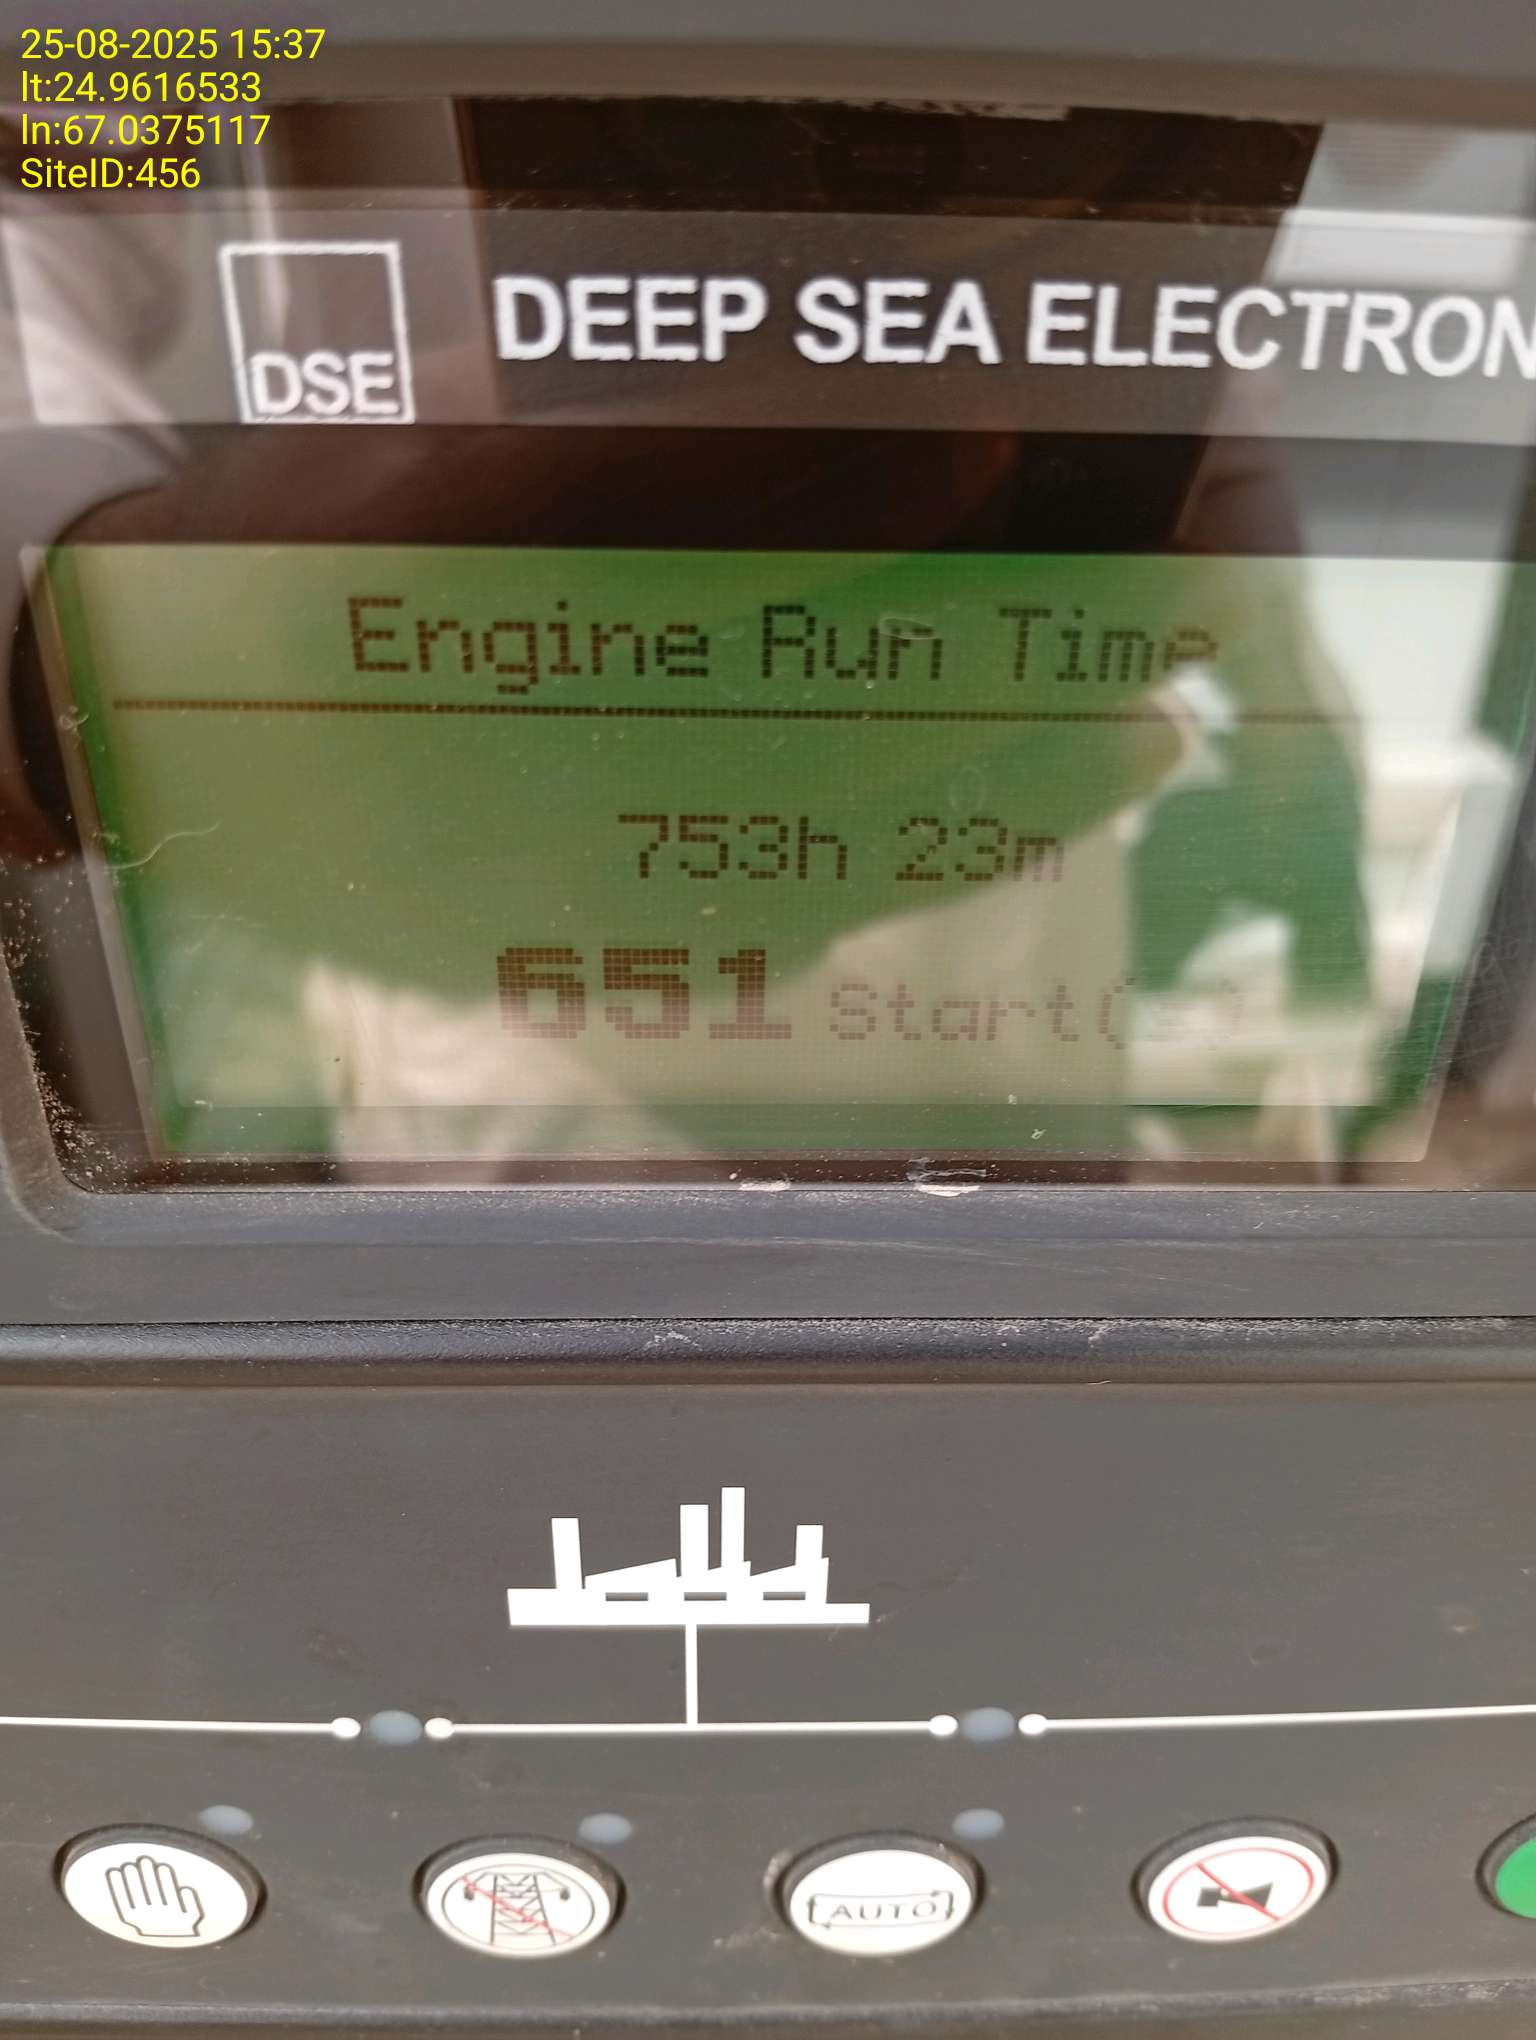 25-08-2025 15:37
lt:24.9616533
ln:67.0375117
SiteID:456
DSE
DEEP SEA ELECTRON
Engine Run Time
753h 23m
651 Start(s)
AUTO